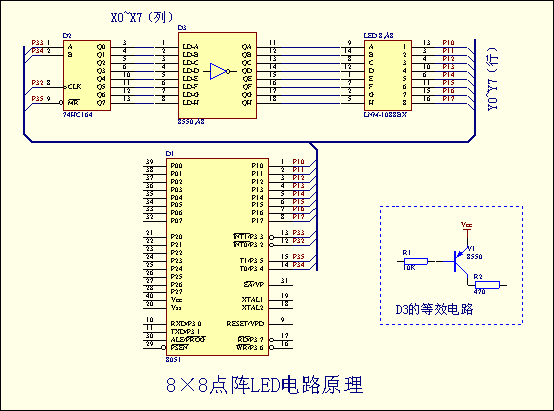 X0~X7（列）
D2
D3
LED 8*8
P33 1 A Q0 3
P34 2 B Q1 4
Q2 5
Q3 6
Q4 10
P32 8 CLK Q5 11
Q6 12
P35 9 MR Q7 13
74HC164
LD-A QA 11
LD-B QB 12
LD-C QC 13
LD-D QD 14
LD-E QE 15
LD-F QF 16
LD-G QG 17
LD-H QH 18
8550*8
9 A 1 13 P10
14 B 2 3 P11
8 C 3 4 P12
12 D 4 10 P13
1 E 5 6 P14
7 F 6 11 P15
2 G 7 15 P16
5 H 8 16 P17
LNM-1088BX
Y0~Y7（行）
D1
39 P00 P10 1 P10
38 P01 P11 2 P11
37 P02 P12 3 P12
36 P03 P13 4 P13
35 P04 P14 5 P14
34 P05 P15 6 P15
33 P06 P16 7 P16
32 P07 P17 8 P17
21 P20 INT1/P3.3 13 P33
22 P21 INT0/P3.2 12 P32
23 P22
24 P23
25 P24 T1/P3.5 15 P35
26 P25 T0/P3.4 14 P34
27 P26
28 P27 EA/VP 31
40 Vcc XTAL1 19
20 Vss XTAL2 18
10 RXD/P3.0 RESET/VPD 9
11 TXD/P3.1
30 ALE/PROG RD/P3.7 17
29 PSEN WR/P3.6 16
8051
Vcc
V1
8550
R1
10K
R2
470
D3的等效电路
8×8点阵LED电路原理